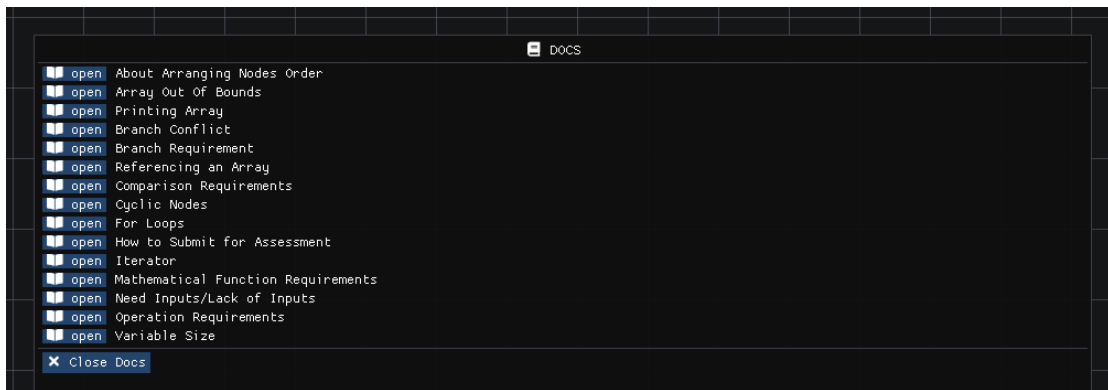 DOCS
open About Arranging Nodes Order
open Array Out Of Bounds
open Printing Array
open Branch Conflict
open Branch Requirement
open Referencing an Array
open Comparison Requirements
open Cyclic Nodes
open For Loops
open How to Submit for Assessment
open Iterator
open Mathematical Function Requirements
open Need Inputs/Lack of Inputs
open Operation Requirements
open Variable Size
Close Docs